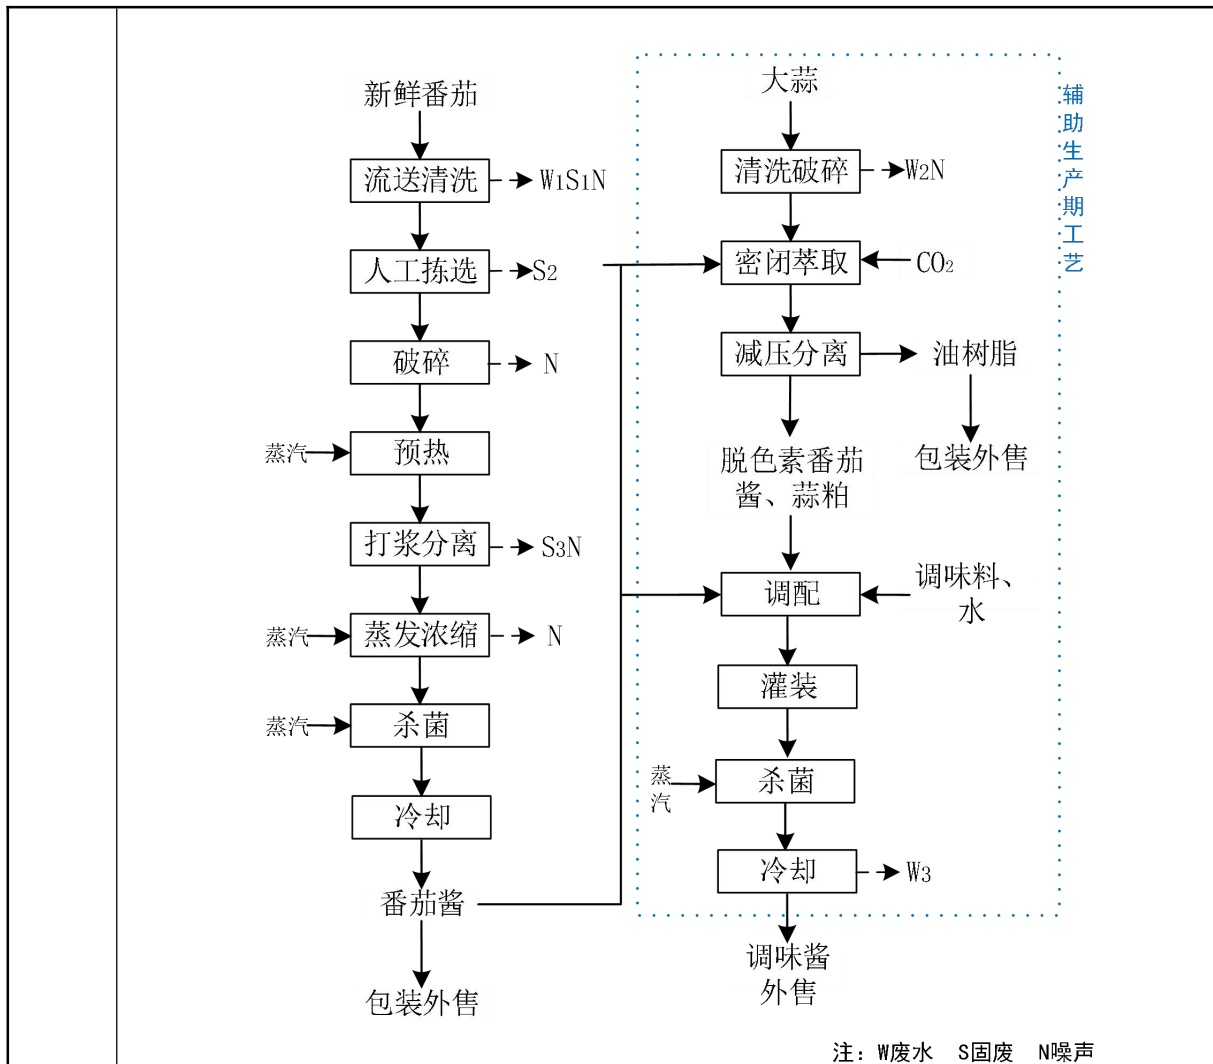 新鲜番茄
流送清洗
W1S1N
人工拣选
S2
破碎
N
蒸汽
预热
打浆分离
S3N
蒸汽
蒸发浓缩
N
蒸汽
杀菌
冷却
番茄酱
包装外售
大蒜
清洗破碎
W2N
密闭萃取
CO2
减压分离
油树脂
包装外售
脱色素番茄
酱、蒜粕
调配
调味料、
水
灌装
蒸汽
杀菌
冷却
W3
调味酱
外售
辅助生产期工艺
注：W废水 S固废 N噪声